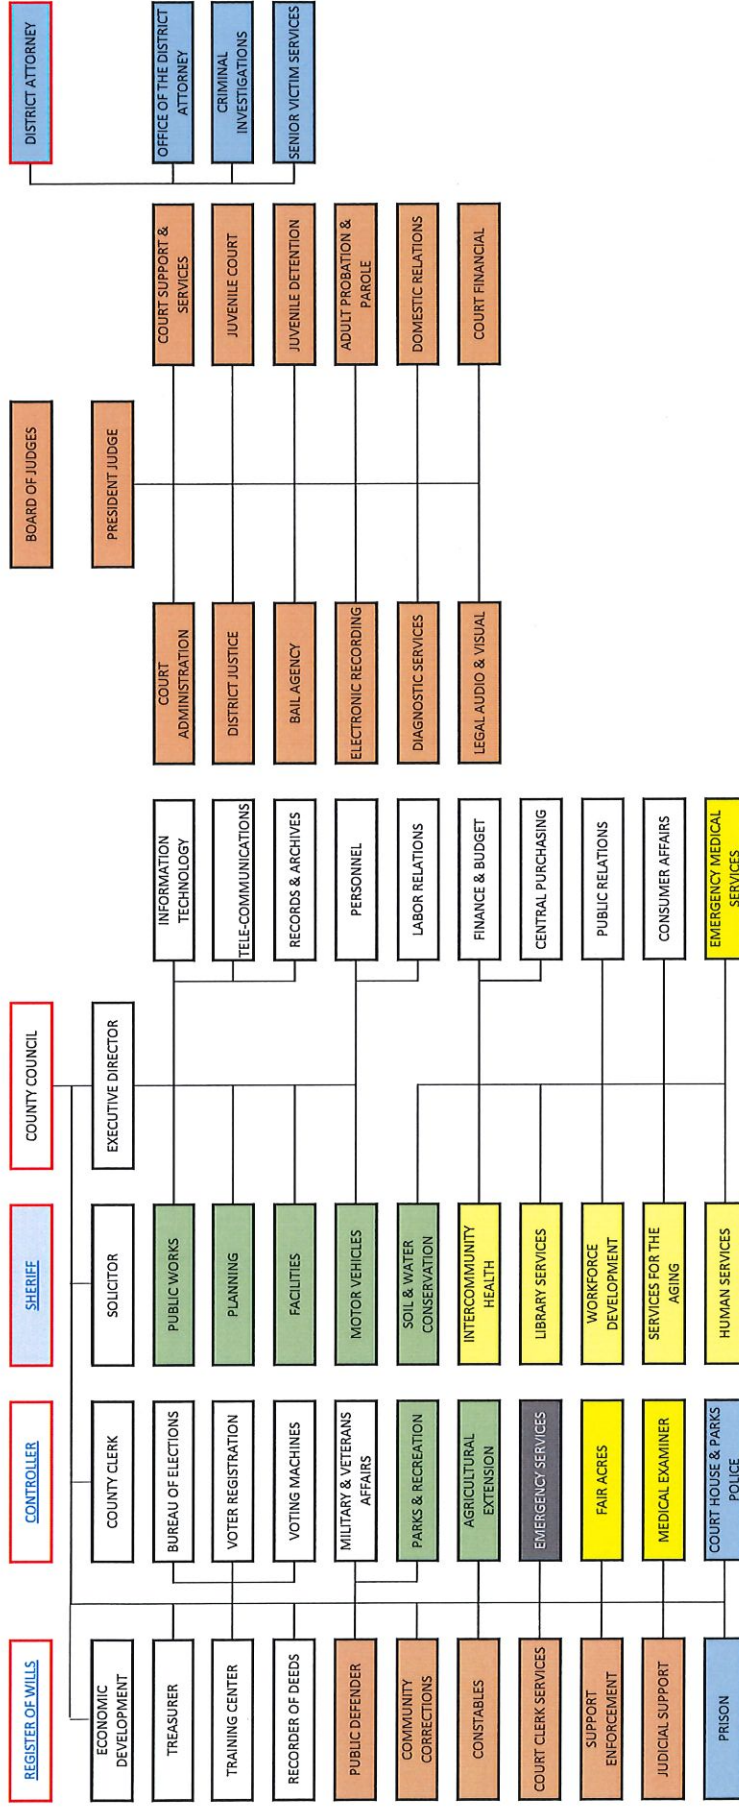 REGISTER OF WILLS
CONTROLLER
SHERIFF
COUNTY COUNCIL
BOARD OF JUDGES
DISTRICT ATTORNEY
ECONOMIC
DEVELOPMENT
COUNTY CLERK
SOLICITOR
EXECUTIVE DIRECTOR
PRESIDENT JUDGE
TREASURER
BUREAU OF ELECTIONS
PUBLIC WORKS
INFORMATION
TECHNOLOGY
COURT
ADMINISTRATION
COURT SUPPORT &
SERVICES
OFFICE OF THE DISTRICT
ATTORNEY
TRAINING CENTER
VOTER REGISTRATION
PLANNING
TELE-COMMUNICATIONS
DISTRICT JUSTICE
JUVENILE COURT
CRIMINAL
INVESTIGATIONS
RECORDER OF DEEDS
VOTING MACHINES
FACILITIES
RECORDS & ARCHIVES
BAIL AGENCY
JUVENILE DETENTION
SENIOR VICTIM SERVICES
PUBLIC DEFENDER
MILITARY & VETERANS
AFFAIRS
MOTOR VEHICLES
PERSONNEL
ELECTRONIC RECORDING
ADULT PROBATION &
PAROLE
COMMUNITY
CORRECTIONS
PARKS & RECREATION
SOIL & WATER
CONSERVATION
LABOR RELATIONS
DIAGNOSTIC SERVICES
DOMESTIC RELATIONS
CONSTABLES
AGRICULTURAL
EXTENSION
INTERCOMMUNITY
HEALTH
FINANCE & BUDGET
LEGAL AUDIO & VISUAL
COURT FINANCIAL
COURT CLERK SERVICES
EMERGENCY SERVICES
LIBRARY SERVICES
CENTRAL PURCHASING
SUPPORT
ENFORCEMENT
FAIR ACRES
WORKFORCE
DEVELOPMENT
PUBLIC RELATIONS
JUDICIAL SUPPORT
MEDICAL EXAMINER
SERVICES FOR THE
AGING
CONSUMER AFFAIRS
PRISON
COURT HOUSE & PARKS
POLICE
HUMAN SERVICES
EMERGENCY MEDICAL
SERVICES